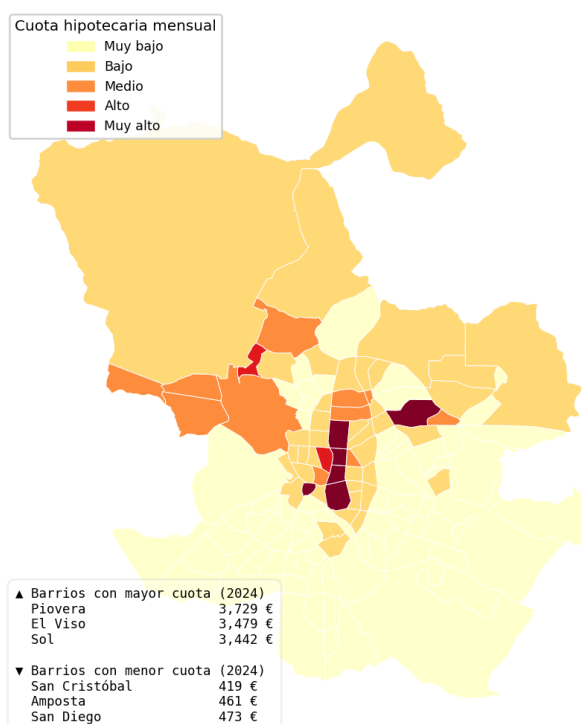 Cuota hipotecaria mensual
Muy bajo
Bajo
Medio
Alto
Muy alto
▲ Barrios con mayor cuota (2024)
Piovera 3,729 €
El Viso 3,479 €
Sol 3,442 €
▼ Barrios con menor cuota (2024)
San Cristóbal 419 €
Amposta 461 €
San Diego 473 €